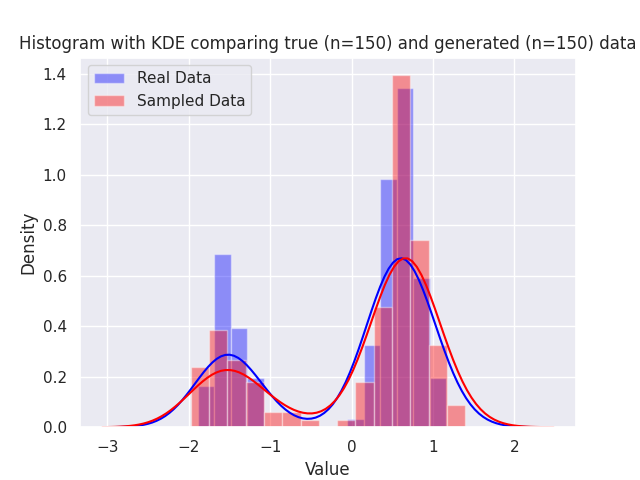 Histogram with KDE comparing true (n=150) and generated (n=150) data
Real Data
Sampled Data
Density
1.4
1.2
1.0
0.8
0.6
0.4
0.2
0.0
−3 −2 −1 0 1 2
Value